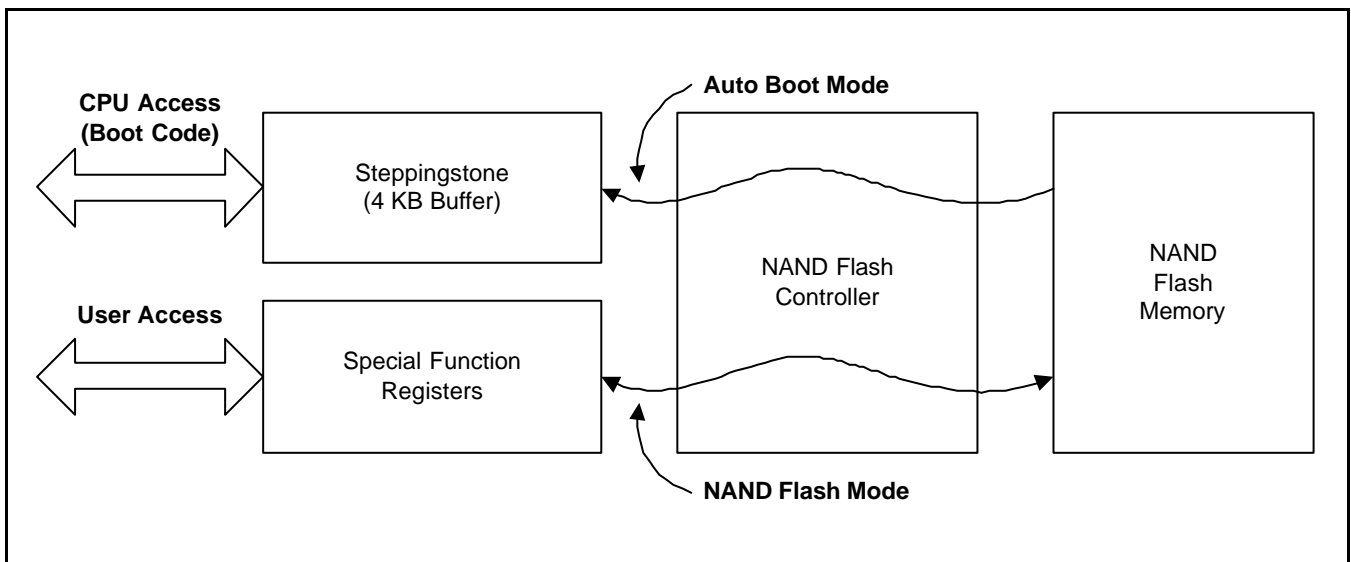 Auto Boot Mode
CPU Access
(Boot Code)
Steppingstone
(4 KB Buffer)
NAND Flash
Controller
NAND
Flash
Memory
User Access
Special Function
Registers
NAND Flash Mode